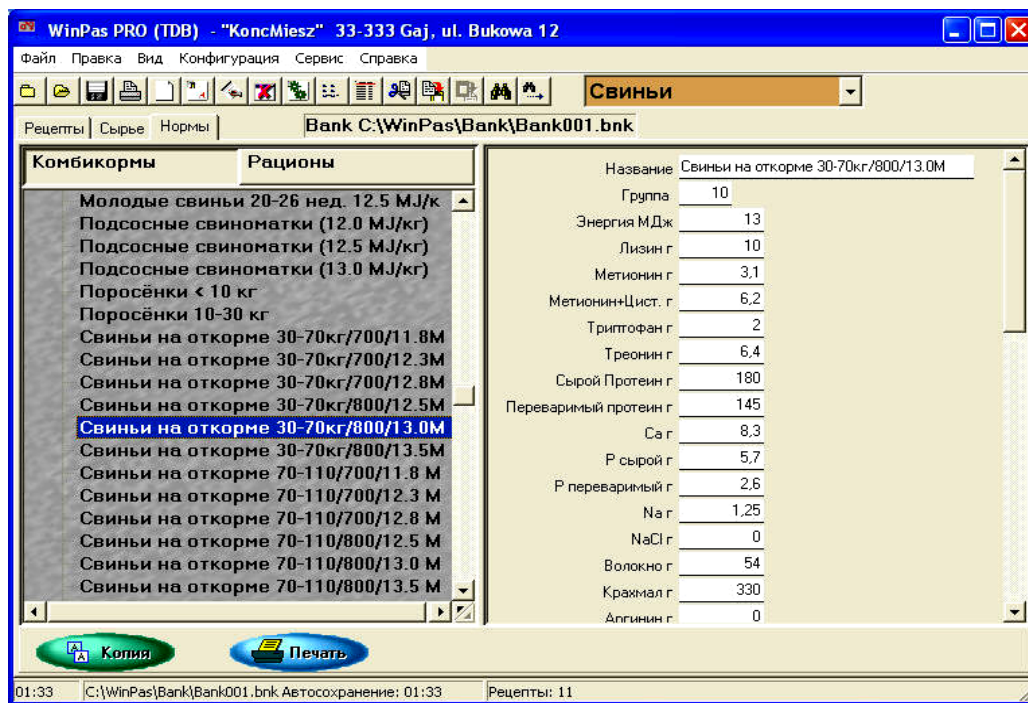 WinPas PRO (TDB) - "KoncMiesz" 33-333 Gaj, ul. Bukowa 12
Файл Правка Вид Конфигурация Сервис Справка
Свиньи
Рецепты Сырье Нормы Bank C:\WinPas\Bank\Bank001.bnk
Комбикормы Рационы
Молодые свиньи 20-26 нед. 12.5 MJ/к
Подсосные свиноматки (12.0 MJ/кг)
Подсосные свиноматки (12.5 MJ/кг)
Подсосные свиноматки (13.0 MJ/кг)
Поросёнки < 10 кг
Поросёнки 10-30 кг
Свиньи на откорме 30-70кг/700/11.8М
Свиньи на откорме 30-70кг/700/12.3М
Свиньи на откорме 30-70кг/700/12.8М
Свиньи на откорме 30-70кг/800/12.5М
Свиньи на откорме 30-70кг/800/13.0М
Свиньи на откорме 30-70кг/800/13.5М
Свиньи на откорме 70-110/700/11.8 М
Свиньи на откорме 70-110/700/12.3 М
Свиньи на откорме 70-110/700/12.8 М
Свиньи на откорме 70-110/800/12.5 М
Свиньи на откорме 70-110/800/13.0 М
Свиньи на откорме 70-110/800/13.5 М
Название Свиньи на откорме 30-70кг/800/13.0М
Группа 10
Энергия МДж 13
Лизин г 10
Метионин г 3,1
Метионин+Цист. г 6,2
Триптофан г 2
Треонин г 6,4
Сырой Протеин г 180
Переваримый протеин г 145
Ca г 8,3
P сырой г 5,7
P переваримый г 2,6
Na г 1,25
NaCl г 0
Волокно г 54
Крахмал г 330
Аргинин г 0
Копия Печать
01:33 C:\WinPas\Bank\Bank001.bnk Автосохранение: 01:33 Рецепты: 11